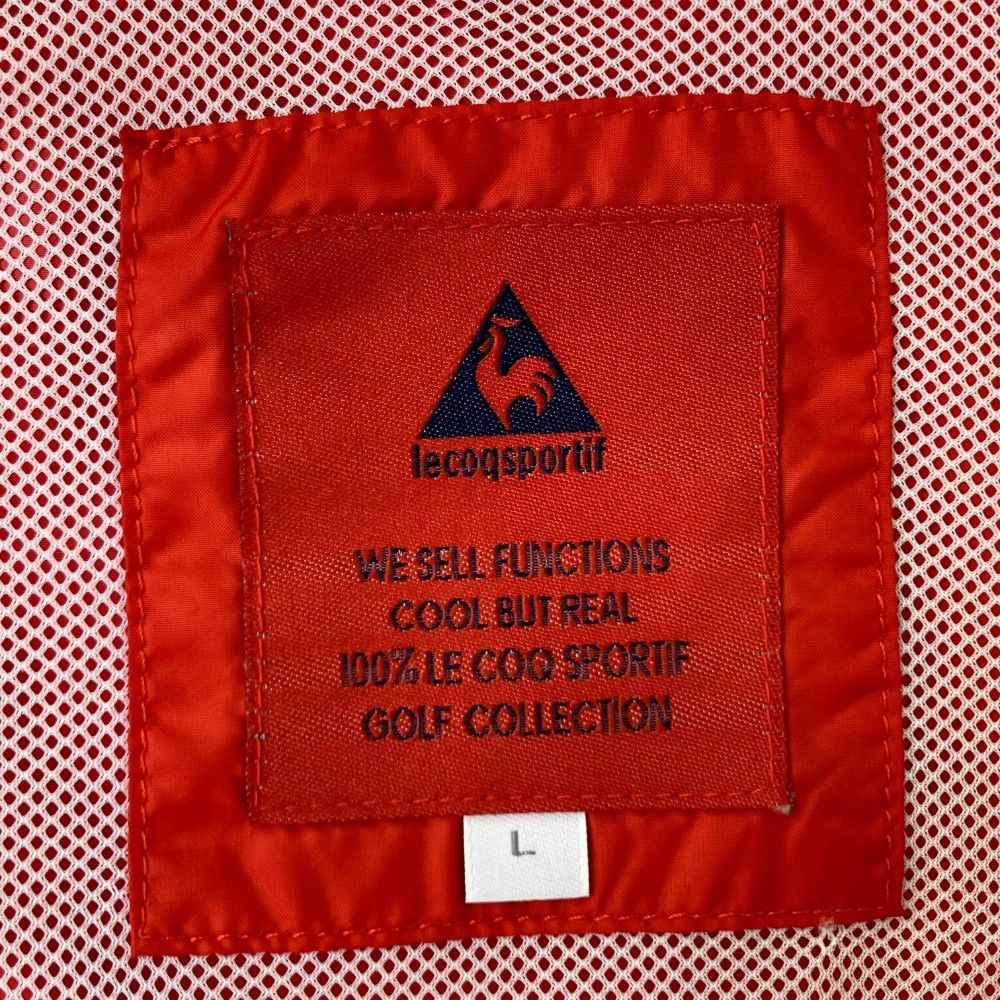 lecoqsportif
WE SELL FUNCTIONS
COOL BUT REAL
100% LE COQ SPORTIF
GOLF COLLECTION
L